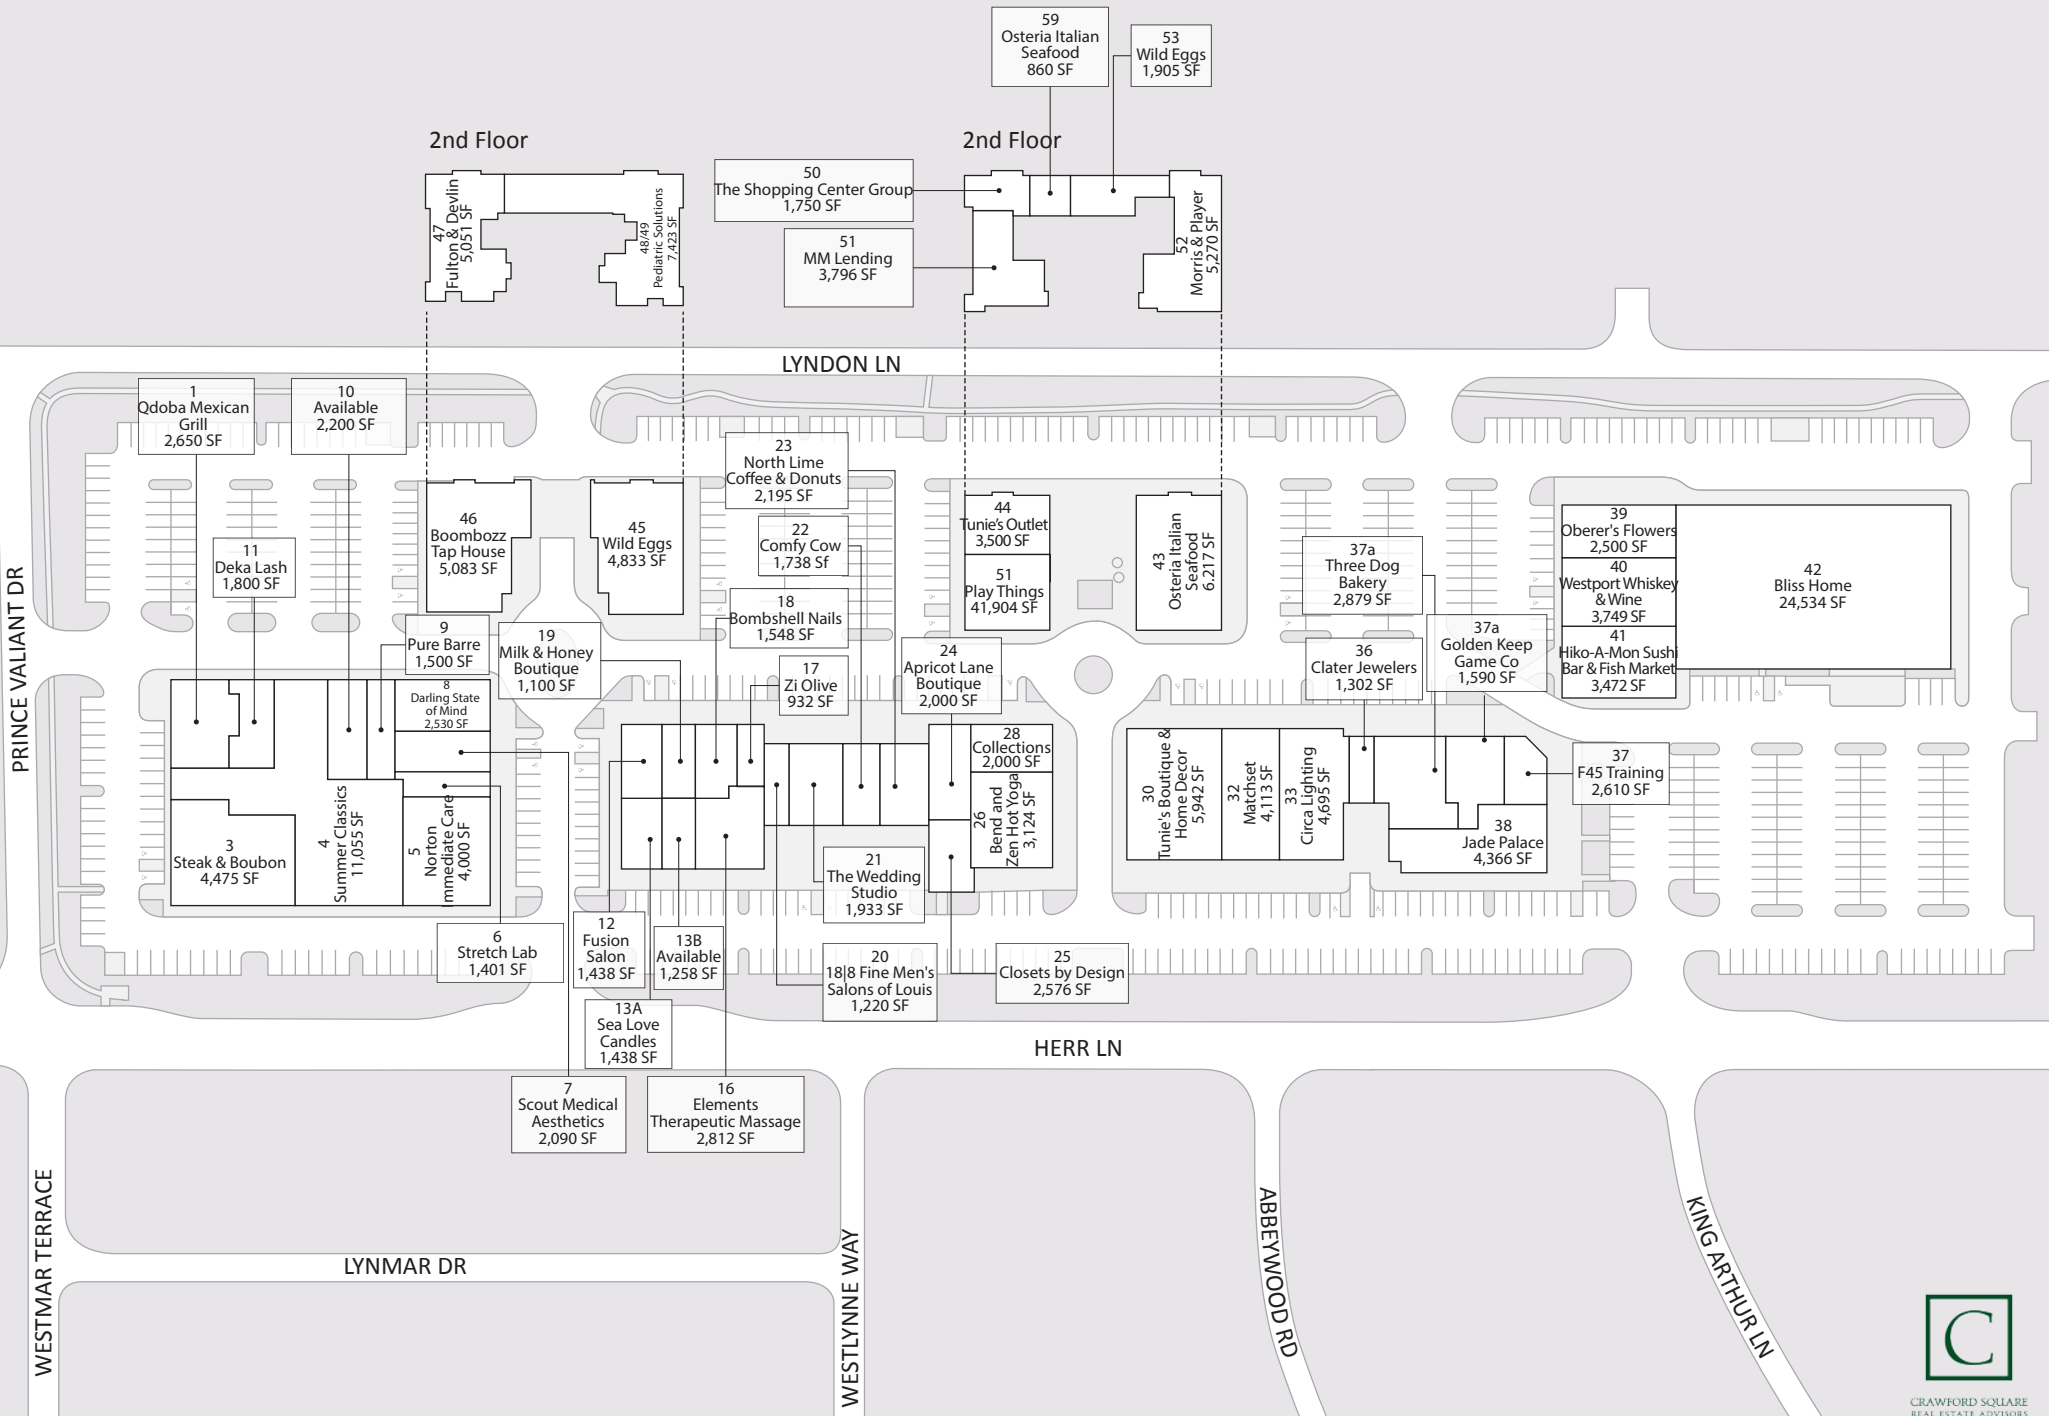 59
Osteria Italian
Seafood
860 SF
53
Wild Eggs
1,905 SF
2nd Floor
2nd Floor
50
The Shopping Center Group
1,750 SF
51
MM Lending
3,796 SF
47
Fulton & Devlin
5,051 SF
48/49
Pediatric Solutions
7,423 SF
52
Morris & Player
5,270 SF
LYNDON LN
1
Qdoba Mexican
Grill
2,650 SF
10
Available
2,200 SF
11
Deka Lash
1,800 SF
46
Boombozz
Tap House
5,083 SF
45
Wild Eggs
4,833 SF
23
North Lime
Coffee & Donuts
2,195 SF
22
Comfy Cow
1,738 Sf
18
Bombshell Nails
1,548 SF
44
Tunie's Outlet
3,500 SF
51
Play Things
41,904 SF
43
Osteria Italian
Seafood
6.217 SF
37a
Three Dog
Bakery
2,879 SF
37a
Golden Keep
Game Co
1,590 SF
39
Oberer's Flowers
2,500 SF
40
Westport Whiskey
& Wine
3,749 SF
41
Hiko-A-Mon Sushi
Bar & Fish Market
3,472 SF
42
Bliss Home
24,534 SF
PRINCE VALIANT DR
9
Pure Barre
1,500 SF
19
Milk & Honey
Boutique
1,100 SF
17
Zi Olive
932 SF
24
Apricot Lane
Boutique
2,000 SF
36
Clater Jewelers
1,302 SF
8
Darling State
of Mind
2,530 SF
28
Collections
2,000 SF
26
Bend and
Zen Hot Yoga
3,124 SF
30
Tunie's Boutique &
Home Decor
5,942 SF
32
Matchset
4,113 SF
33
Circa Lighting
4,695 SF
37
F45 Training
2,610 SF
38
Jade Palace
4,366 SF
3
Steak & Boubon
4,475 SF
4
Summer Classics
11,055 SF
5
Norton
Immediate Care
4,000 SF
21
The Wedding
Studio
1,933 SF
6
Stretch Lab
1,401 SF
12
Fusion
Salon
1,438 SF
13B
Available
1,258 SF
20
18|8 Fine Men's
Salons of Louis
1,220 SF
25
Closets by Design
2,576 SF
13A
Sea Love
Candles
1,438 SF
HERR LN
7
Scout Medical
Aesthetics
2,090 SF
16
Elements
Therapeutic Massage
2,812 SF
WESTMAR TERRACE
LYNMAR DR
WESTLYNNE WAY
ABBEYWOOD RD
KING ARTHUR LN
C
CRAWFORD SQUARE
REAL ESTATE ADVISORS